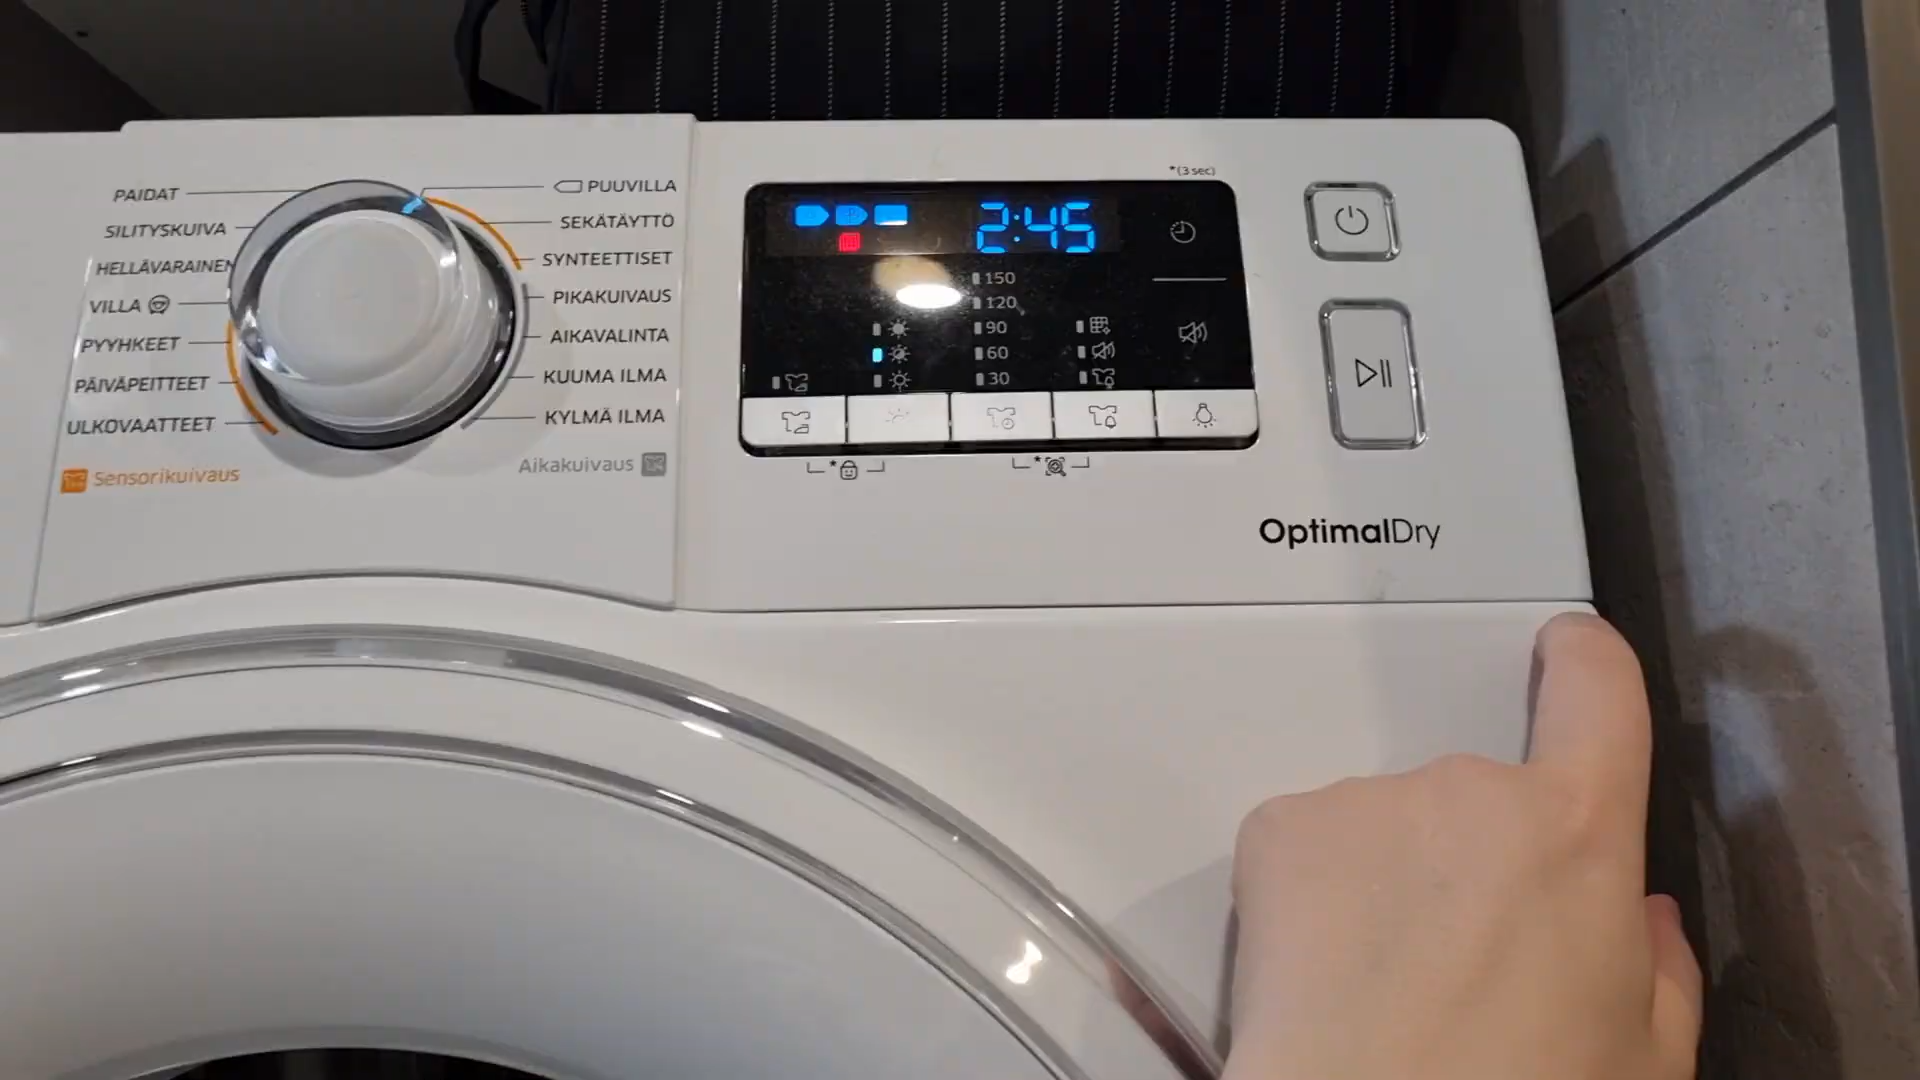 PAIDAT
SILITYSKUIVA
HELLÄVARAINEN
VILLA
PYYHKEET
PÄIVÄPEITTEET
ULKOVAATTEET
Sensorikuivaus
PUUVILLA
SEKÄTÄYTTÖ
SYNTEETTISET
PIKAKUIVAUS
AIKAVALINTA
KUUMA ILMA
KYLMÄ ILMA
Aikakuivaus
*(3 sec)
2:45
150
120
90
60
30
*
*
OptimalDry